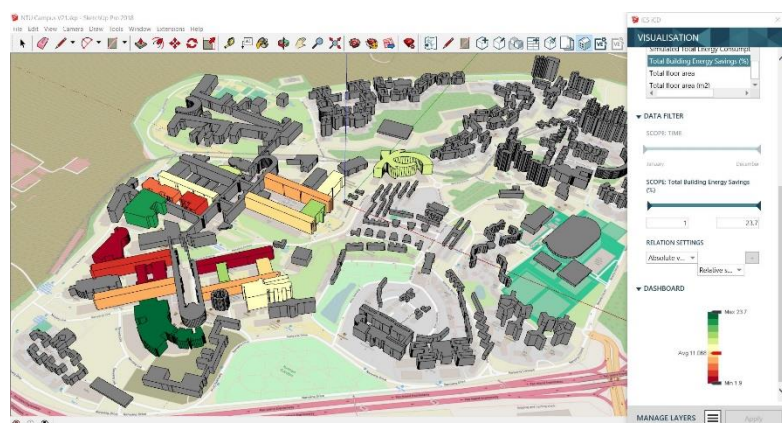 NTU Campus V21.skp - SketchUp Pro 2018
File Edit View Camera Draw Tools Window Extensions Help
CS-ICD
VISUALISATION
Simulated Total Energy Consumpt
Total Building Energy Savings (%)
Total floor area
Total floor area (m2)
DATA FILTER
SCOPE: TIME
January December
SCOPE: Total Building Energy Savings
(%)
1 23.7
RELATION SETTINGS
Absolute v...
Relative s...
DASHBOARD
Max 23.7
Avg 11.088
Min 1.9
MANAGE LAYERS
Apply